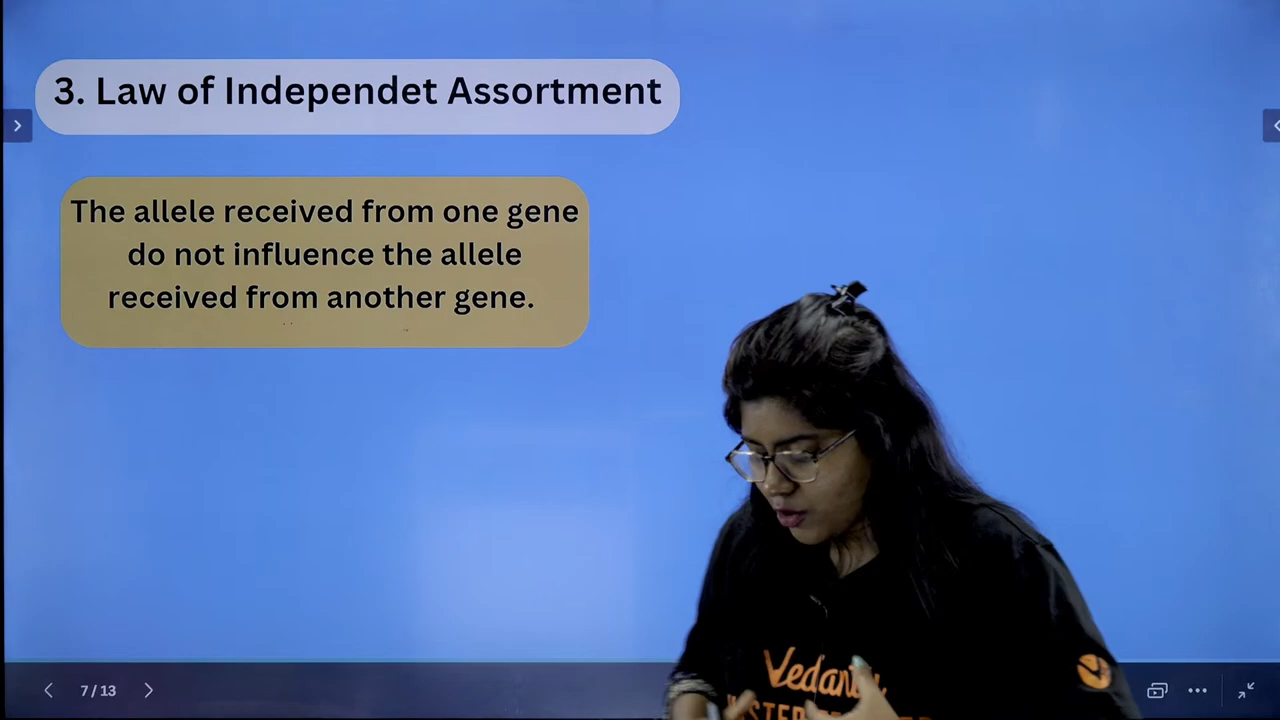 3. Law of Independet Assortment
The allele received from one gene
do not influence the allele
received from another gene.
7 / 13